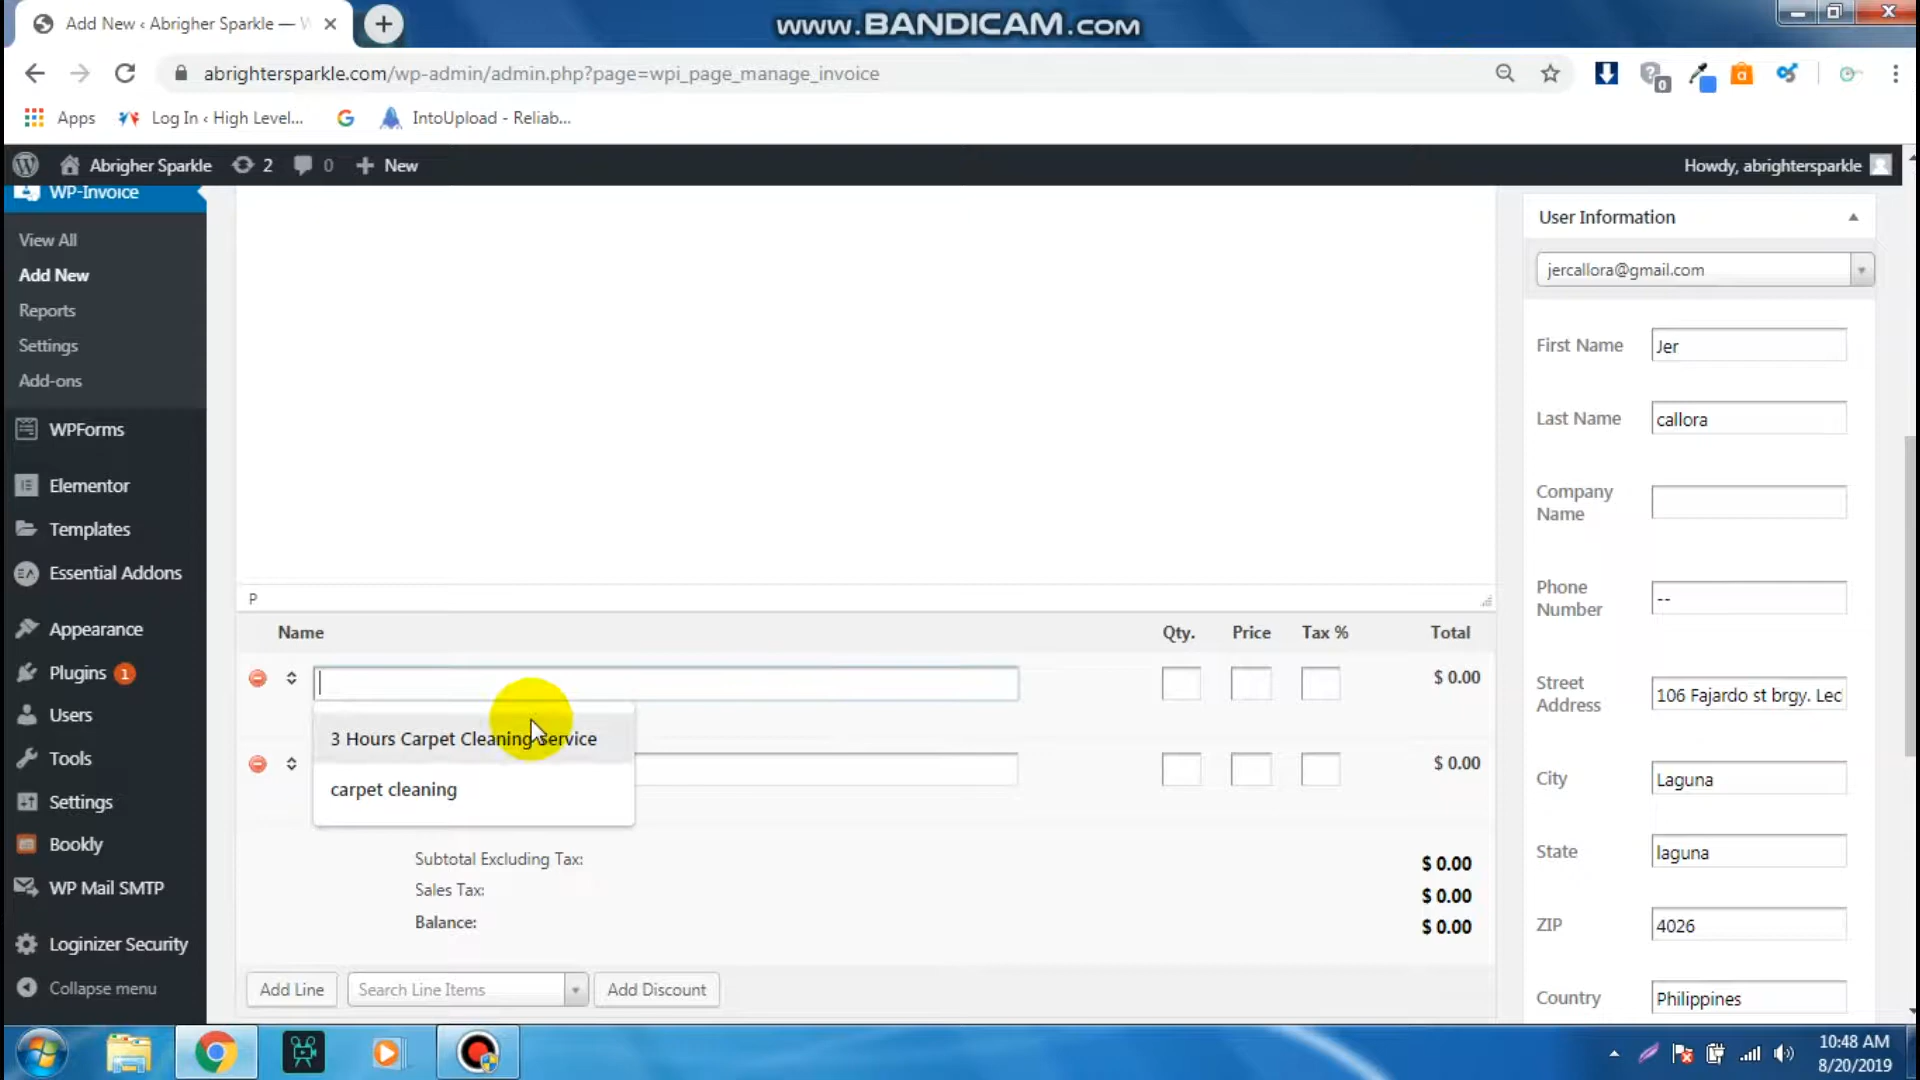 www.BANDICAM.com
Add New ‹ Abrigher Sparkle — W
abrightersparkle.com/wp-admin/admin.php?page=wpi_page_manage_invoice
0
Apps
Log In ‹ High Level...
IntoUpload - Reliab...
Abrigher Sparkle
2
0
New
Howdy, abrightersparkle
WP-Invoice
View All
Add New
Reports
Settings
Add-ons
WPForms
Elementor
Templates
Essential Addons
Appearance
Plugins 1
Users
Tools
Settings
Bookly
WP Mail SMTP
Loginizer Security
Collapse menu
P
Name Qty. Price Tax % Total
$ 0.00
3 Hours Carpet Cleaning Service
carpet cleaning
$ 0.00
Subtotal Excluding Tax: $ 0.00
Sales Tax: $ 0.00
Balance: $ 0.00
Add Line
Search Line Items
Add Discount
User Information
jercallora@gmail.com
First Name Jer
Last Name callora
Company Name
Phone Number --
Street Address 106 Fajardo st brgy. Lec
City Laguna
State laguna
ZIP 4026
Country Philippines
10:48 AM
8/20/2019